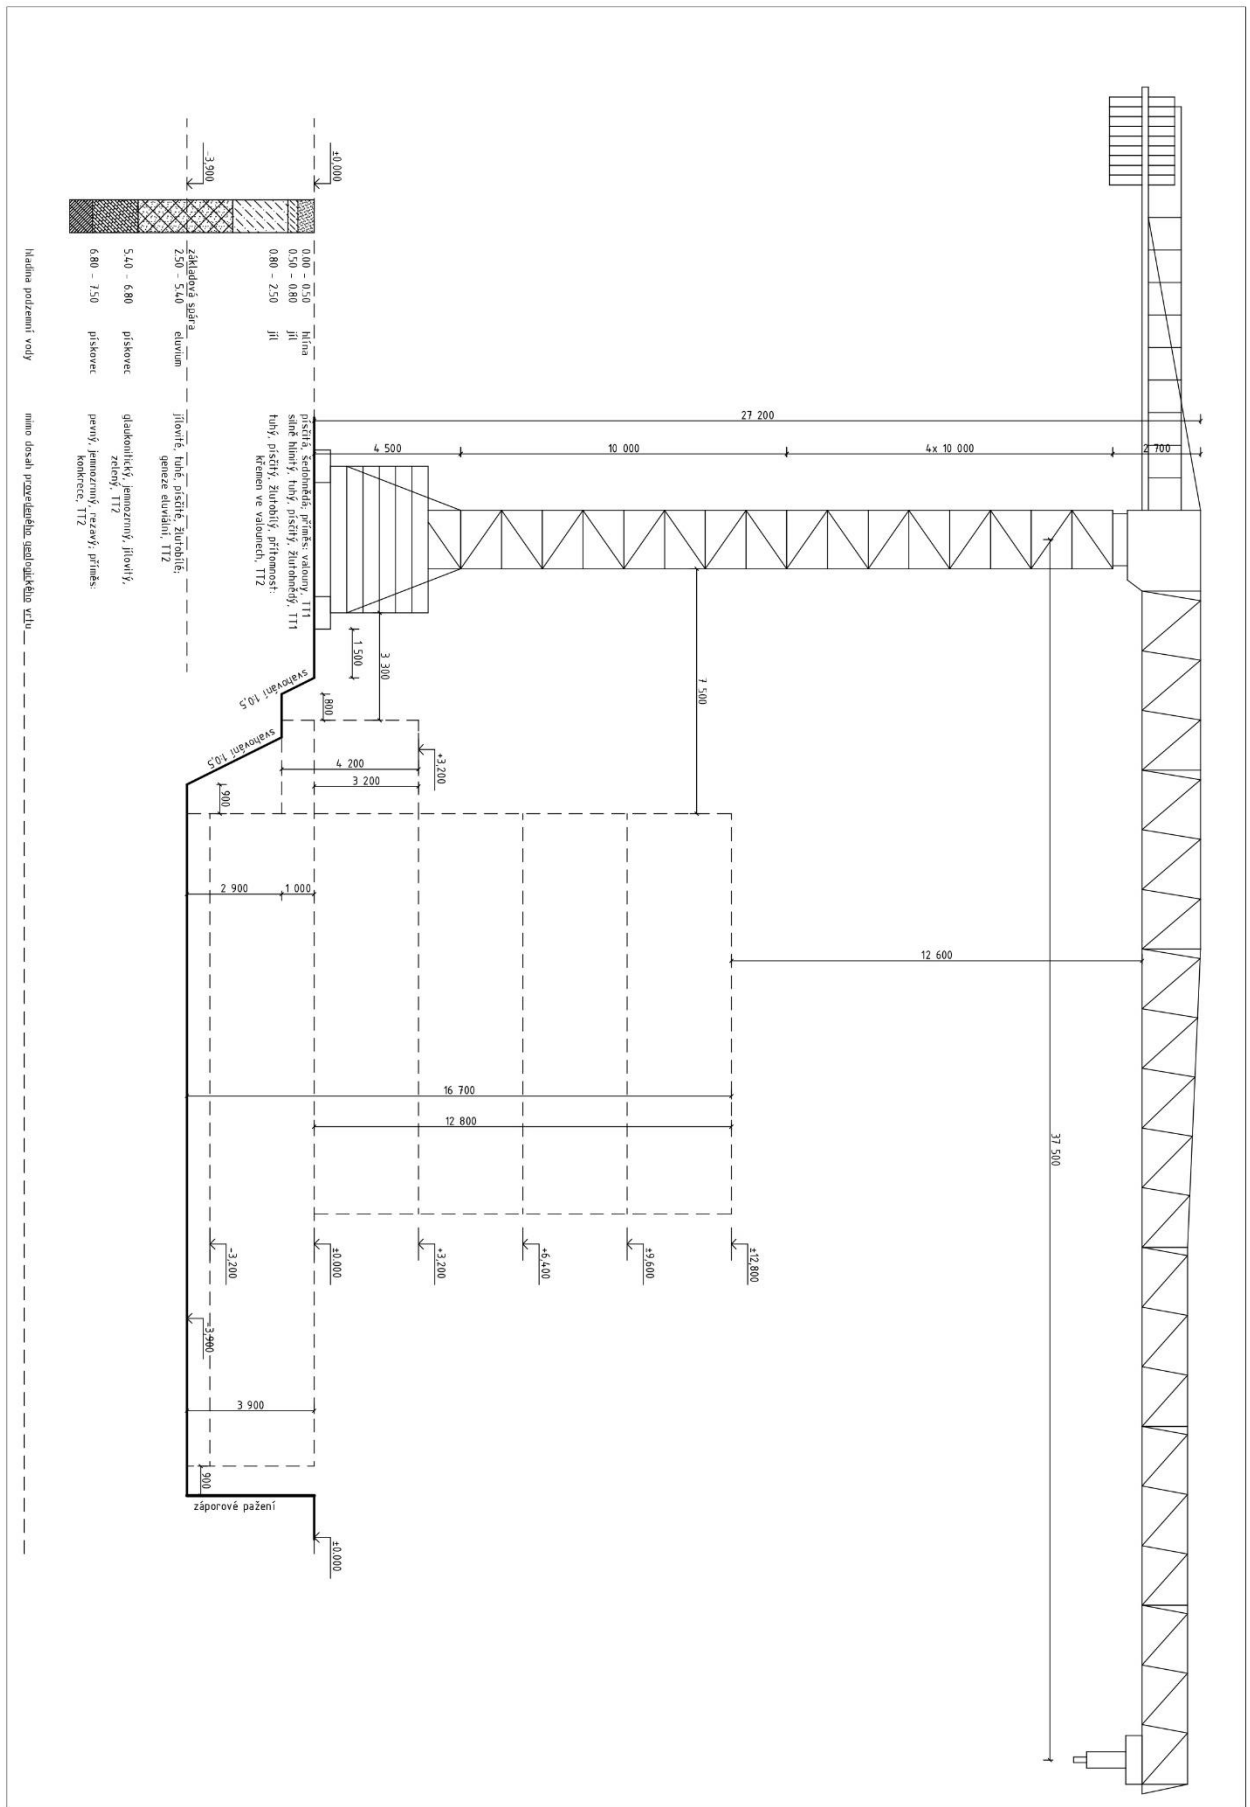 ±0,000
-3,900
0.00 - 0.50 hlína písčitá, šedohnědá; příměs: valouny, TT1
0.50 - 0.80 jíl silně hlinitý, tuhý, písčitý, žlutohnědý, TT1
0.80 - 2.50 jíl tuhý, písčitý, žlutobílý, přítomnost:
křemen ve valounech, TT2
základová spára
2.50 - 5.40 eluvium jílovité, tuhé, písčité, žlutobílé;
geneze eluviální, TT2
5.40 - 6.80 pískovec glaukonitický, jemnozrnný, jílovitý,
zelený, TT2
6.80 - 7.50 pískovec pevný, jemnozrnný, rezavý; příměs:
konkrece, TT2
hladina podzemní vody mimo dosah provedeného geologického vrtu
27 200
4 500
10 000
4x 10 000
2 700
37 500
1 500
3 300
7 500
svahování 1:0,5
800
svahování 1:0,5
+3,200
4 200
3 200
900
2 900
1 000
12 600
16 700
12 800
±12,800
±9,600
+6,400
+3,200
±0.000
-3,200
-3,900
3 900
900
záporové pažení
±0.000